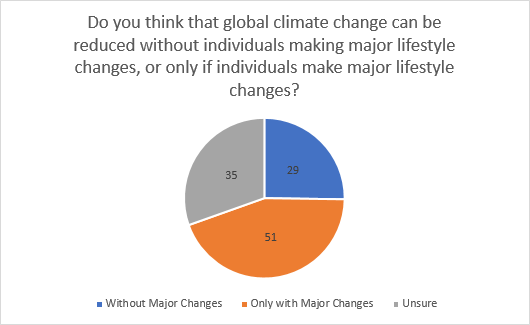 Do you think that global climate change can be
reduced without individuals making major lifestyle
changes, or only if individuals make major lifestyle
changes?
35
29
51
Without Major Changes
Only with Major Changes
Unsure